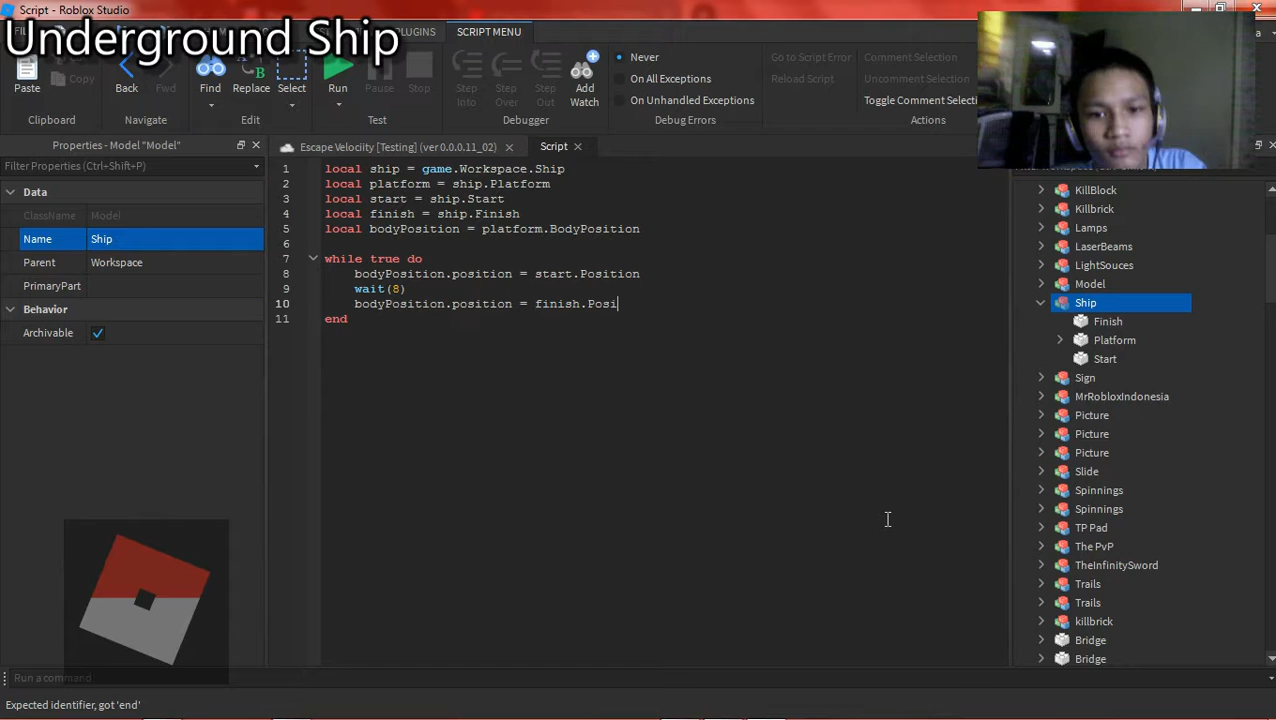 Script - Roblox Studio
Underground Ship
PLUGINS
SCRIPT MENU
Paste
Copy
Clipboard
Back
Fwd
Navigate
Find
Replace
Select
Edit
Run
Pause
Stop
Test
Step Into
Step Over
Step Out
Add Watch
Debugger
Never
On All Exceptions
On Unhandled Exceptions
Debug Errors
Go to Script Error
Reload Script
Comment Selection
Uncomment Selection
Toggle Comment Selecti
Actions
Properties - Model "Model"
Filter Properties (Ctrl+Shift+P)
Data
ClassName Model
Name Ship
Parent Workspace
PrimaryPart
Behavior
Archivable
Escape Velocity [Testing] (ver 0.0.0.11_02)
Script
1 local ship = game.Workspace.Ship
2 local platform = ship.Platform
3 local start = ship.Start
4 local finish = ship.Finish
5 local bodyPosition = platform.BodyPosition
6
7 while true do
8 bodyPosition.position = start.Position
9 wait(8)
10 bodyPosition.position = finish.Posi
11 end
KillBlock
Killbrick
Lamps
LaserBeams
LightSouces
Model
Ship
Finish
Platform
Start
Sign
MrRobloxIndonesia
Picture
Picture
Picture
Slide
Spinnings
Spinnings
TP Pad
The PvP
TheInfinitySword
Trails
Trails
killbrick
Bridge
Bridge
Run a command
Expected identifier, got 'end'